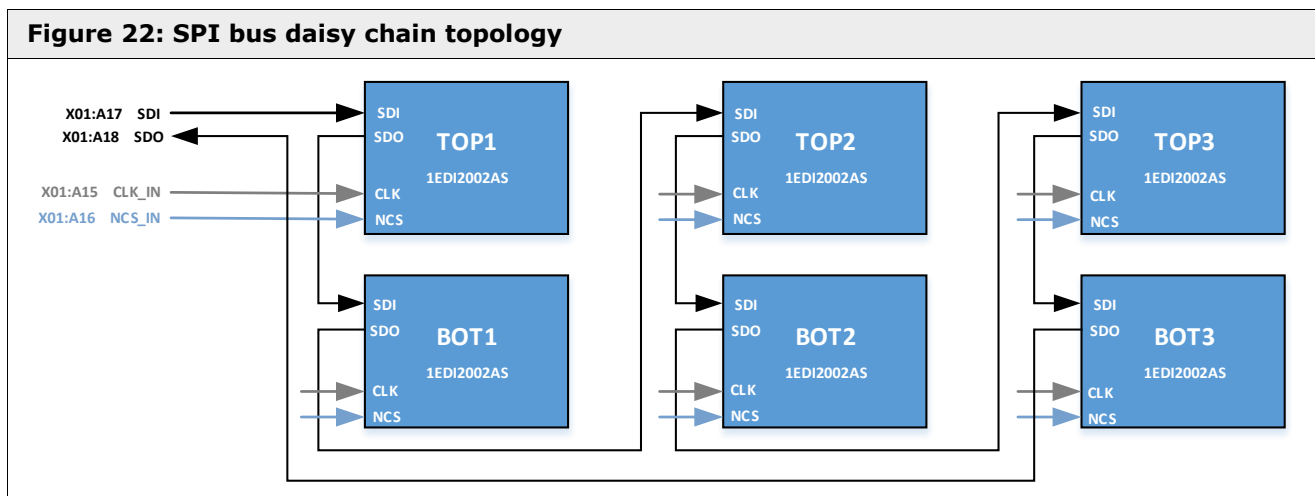 Figure 22: SPI bus daisy chain topology
X01:A17 SDI
X01:A18 SDO
X01:A15 CLK_IN
X01:A16 NCS_IN
SDI
SDO
TOP1
1EDI2002AS
CLK
NCS
SDI
SDO
TOP2
1EDI2002AS
CLK
NCS
SDI
SDO
TOP3
1EDI2002AS
CLK
NCS
SDI
SDO
BOT1
1EDI2002AS
CLK
NCS
SDI
SDO
BOT2
1EDI2002AS
CLK
NCS
SDI
SDO
BOT3
1EDI2002AS
CLK
NCS